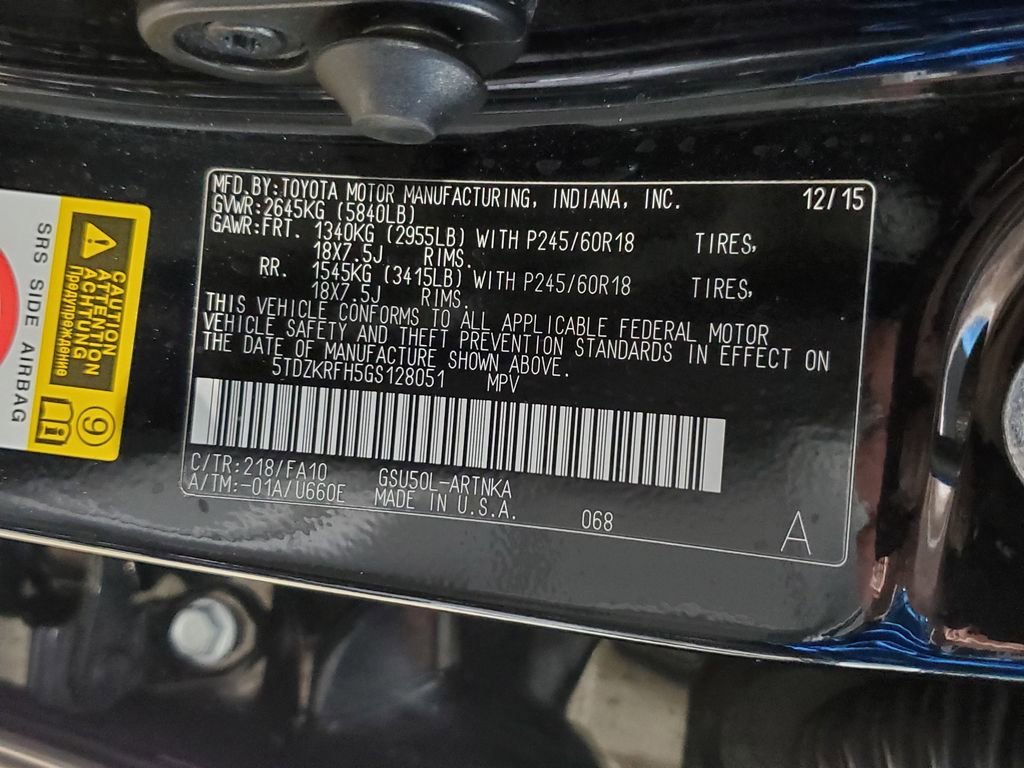 MFD.BY:TOYOTA MOTOR MANUFACTURING, INDIANA, INC. 12/15
GVWR:2645KG (5840LB)
GAWR:FRT. 1340KG (2955LB) WITH P245/60R18 TIRES,
18X7.5J RIMS.
RR. 1545KG (3415LB) WITH P245/60R18 TIRES,
18X7.5J RIMS.
THIS VEHICLE CONFORMS TO ALL APPLICABLE FEDERAL MOTOR
VEHICLE SAFETY AND THEFT PREVENTION STANDARDS IN EFFECT ON
THE DATE OF MANUFACTURE SHOWN ABOVE.
5TDZKRFH5GS128051 MPV
C/TR:218/FA10 GSU50L-ARTNKA
A/TM:-01A/U660E MADE IN U.S.A. 068
A
CAUTION
ATTENTION
ACHTUNG
Предупреждение
9
SRS SIDE AIRBAG